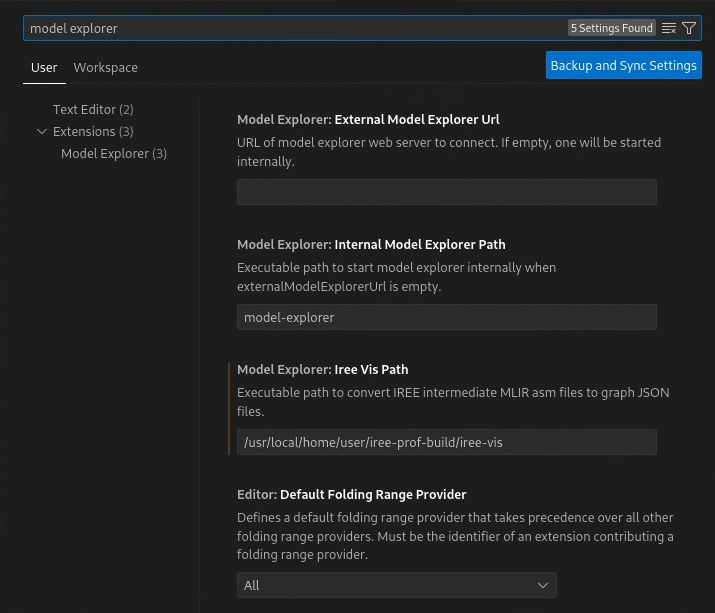 model explorer
5 Settings Found
User
Workspace
Backup and Sync Settings
Text Editor (2)
Extensions (3)
Model Explorer (3)
Model Explorer: External Model Explorer Url
URL of model explorer web server to connect. If empty, one will be started
internally.
Model Explorer: Internal Model Explorer Path
Executable path to start model explorer internally when
externalModelExplorerUrl is empty.
model-explorer
Model Explorer: Iree Vis Path
Executable path to convert IREE intermediate MLIR asm files to graph JSON
files.
/usr/local/home/user/iree-prof-build/iree-vis
Editor: Default Folding Range Provider
Defines a default folding range provider that takes precedence over all other
folding range providers. Must be the identifier of an extension contributing a
folding range provider.
All